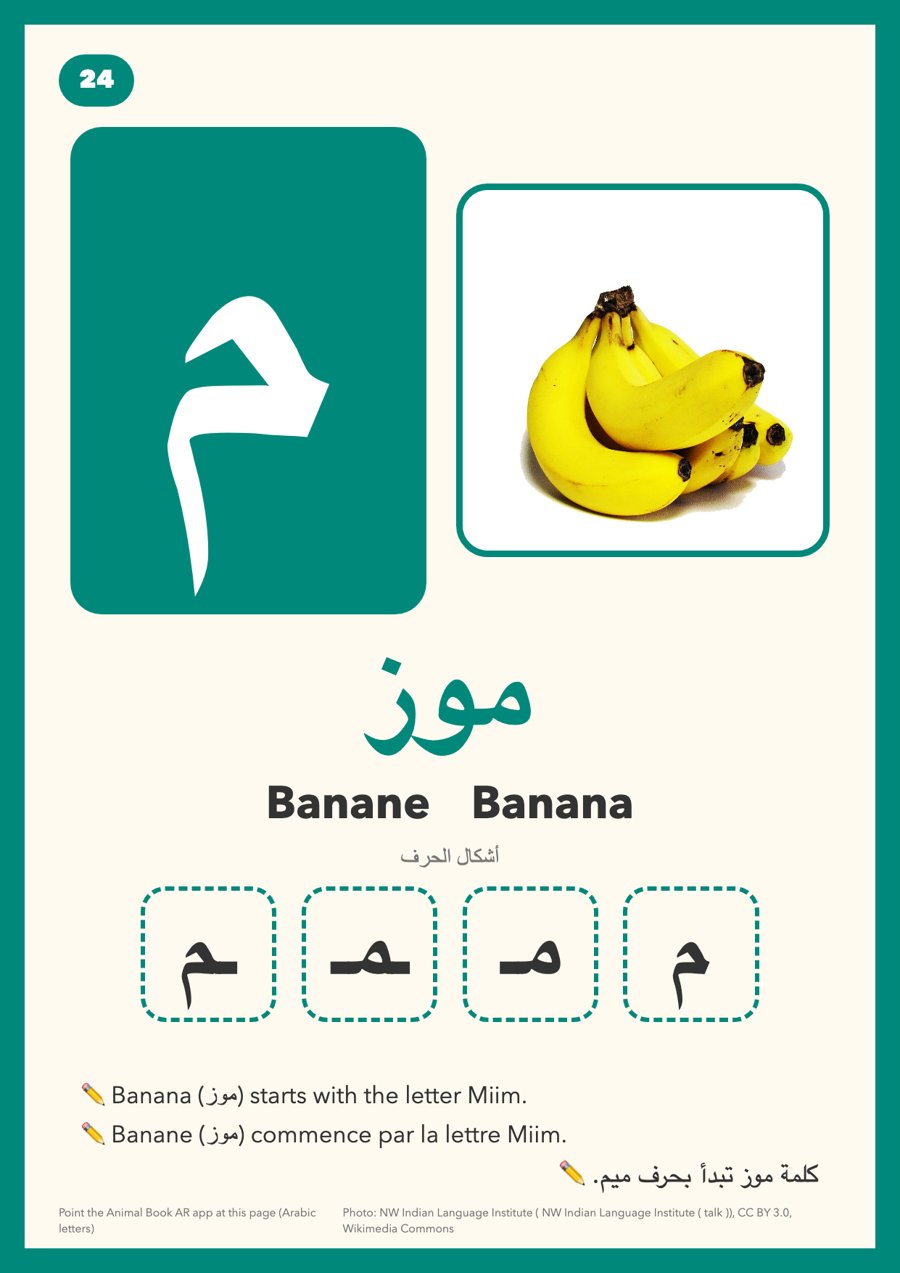 24
م
موز
Banane Banana
أشكال الحرف
م مـ ـمـ ـم
✏️ Banana (موز) starts with the letter Miim.
✏️ Banane (موز) commence par la lettre Miim.
✏️ كلمة موز تبدأ بحرف ميم.
Point the Animal Book AR app at this page (Arabic
letters)
Photo: NW Indian Language Institute ( NW Indian Language Institute ( talk )), CC BY 3.0,
Wikimedia Commons